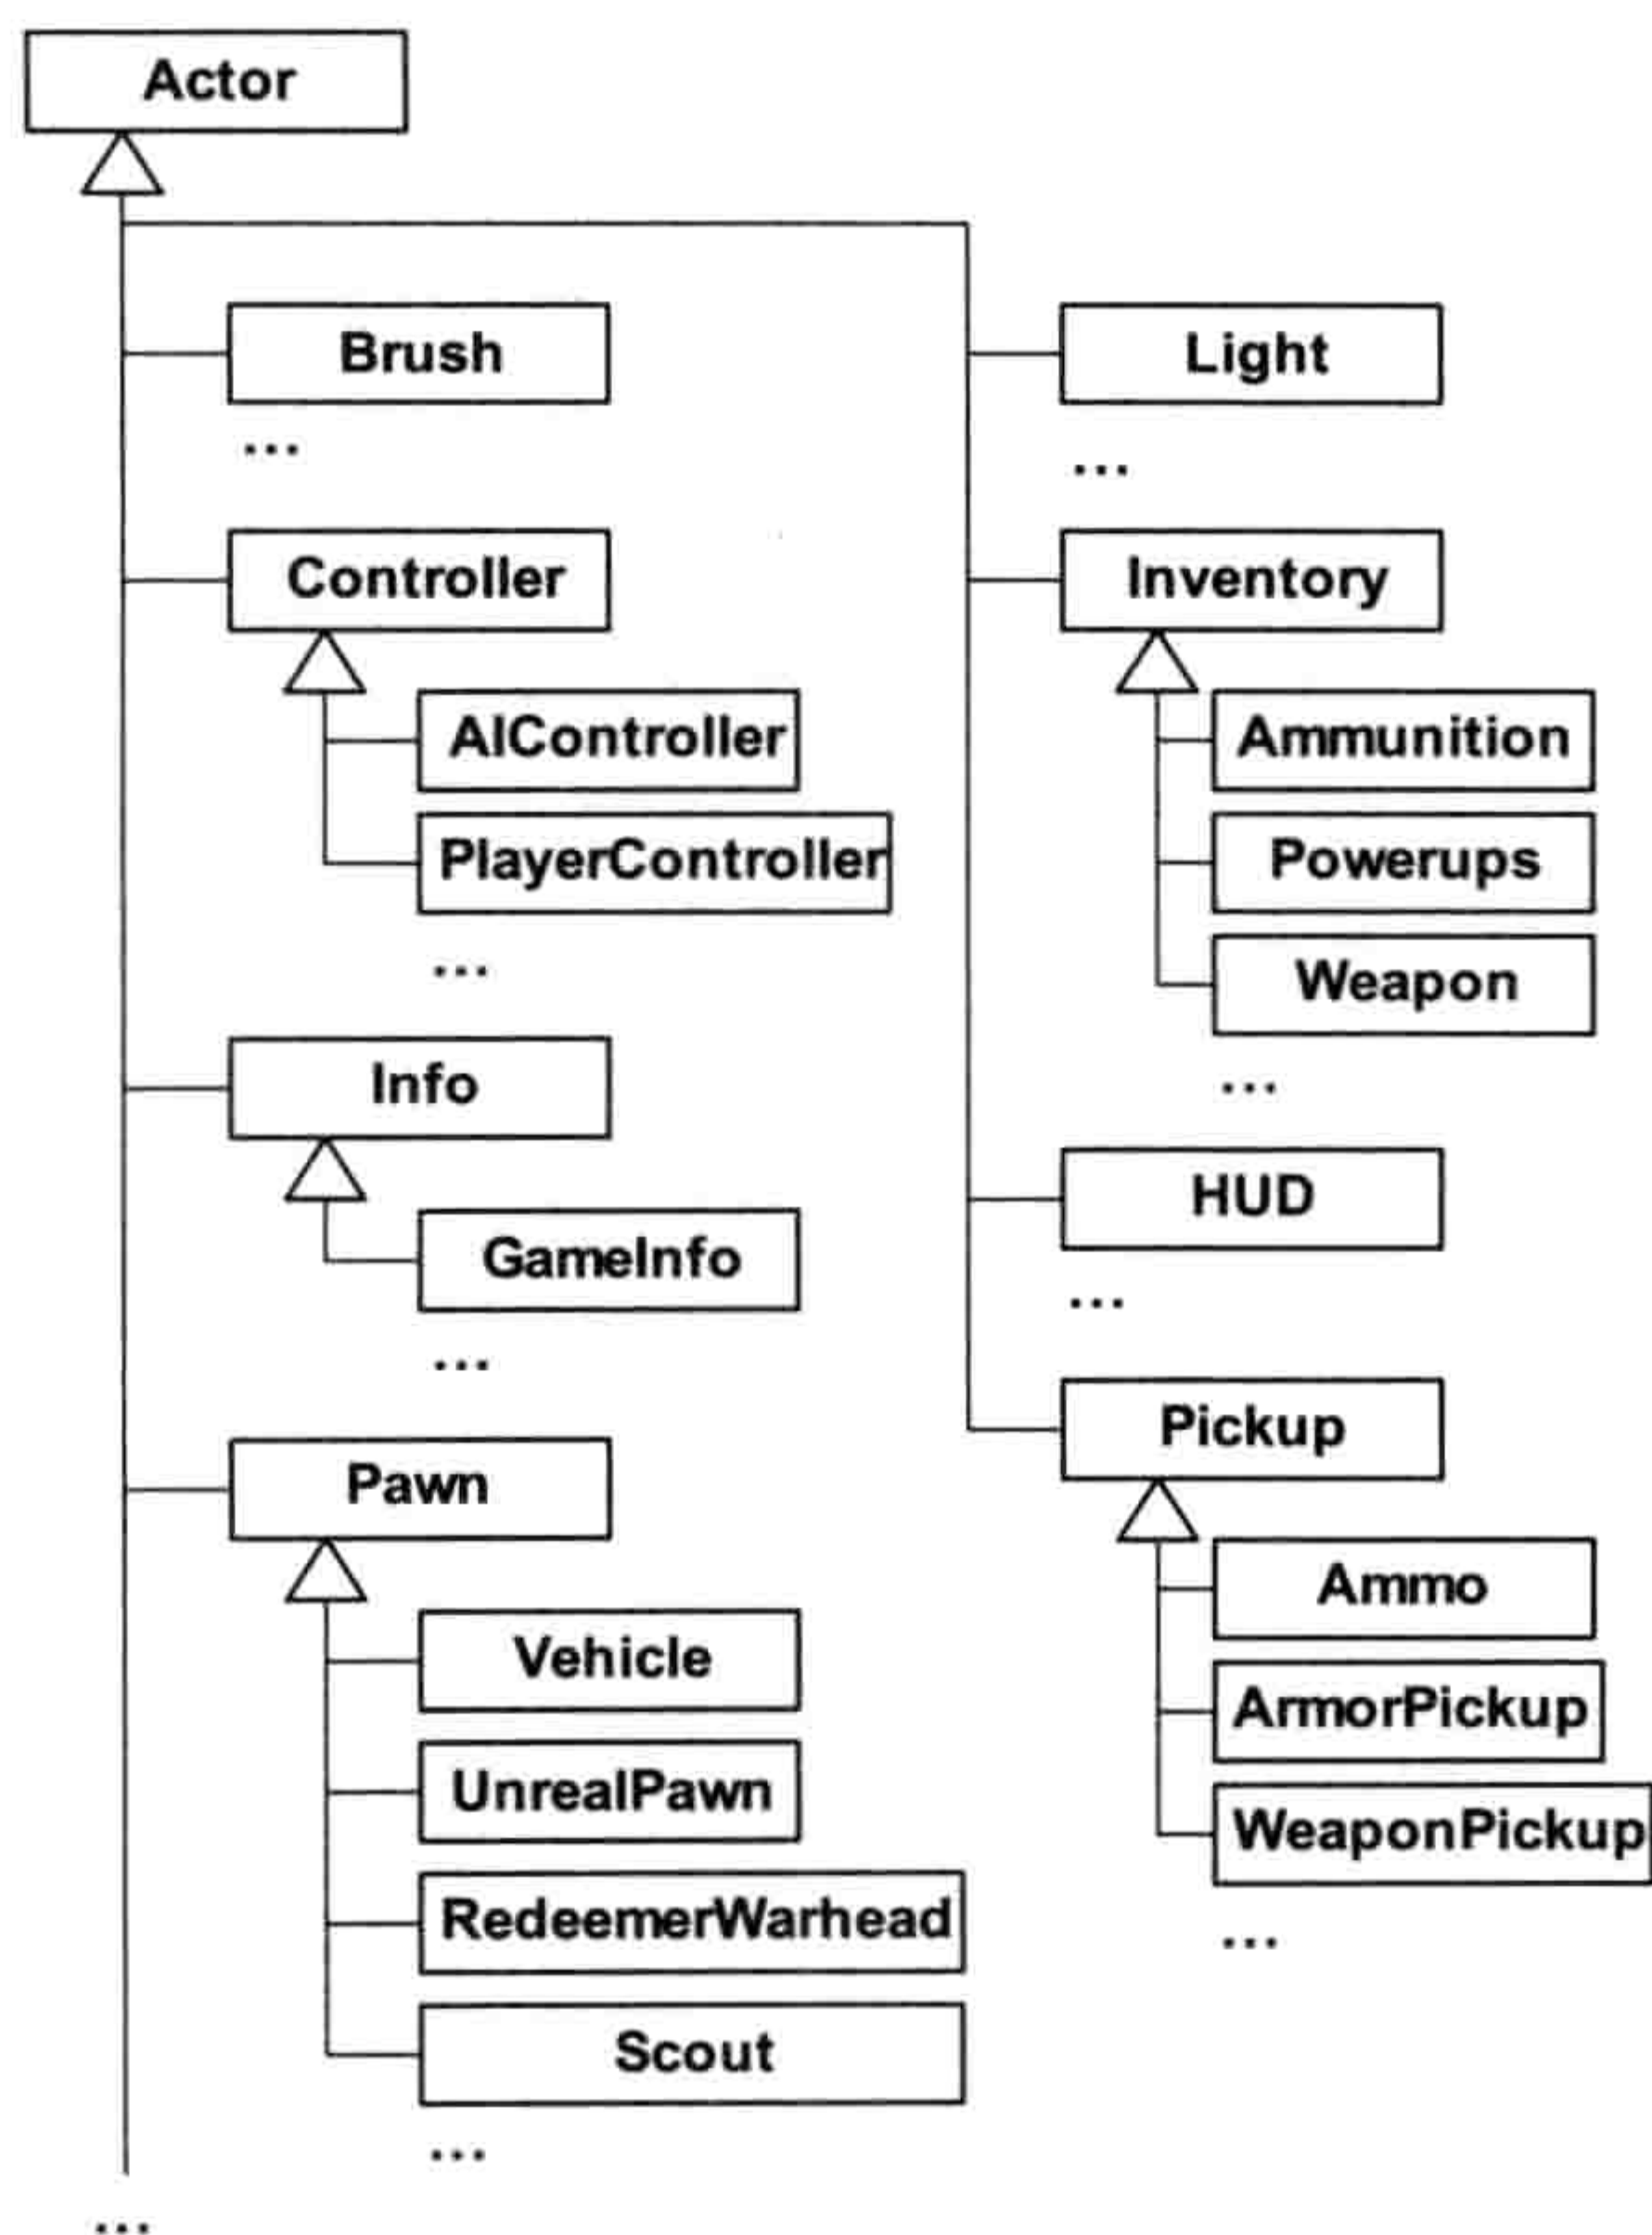 Actor
Brush
...
Controller
AIController
PlayerController
...
Info
GameInfo
...
Pawn
Vehicle
UnrealPawn
RedeemerWarhead
Scout
...
...
Light
...
Inventory
Ammunition
Powerups
Weapon
...
HUD
...
Pickup
Ammo
ArmorPickup
WeaponPickup
...